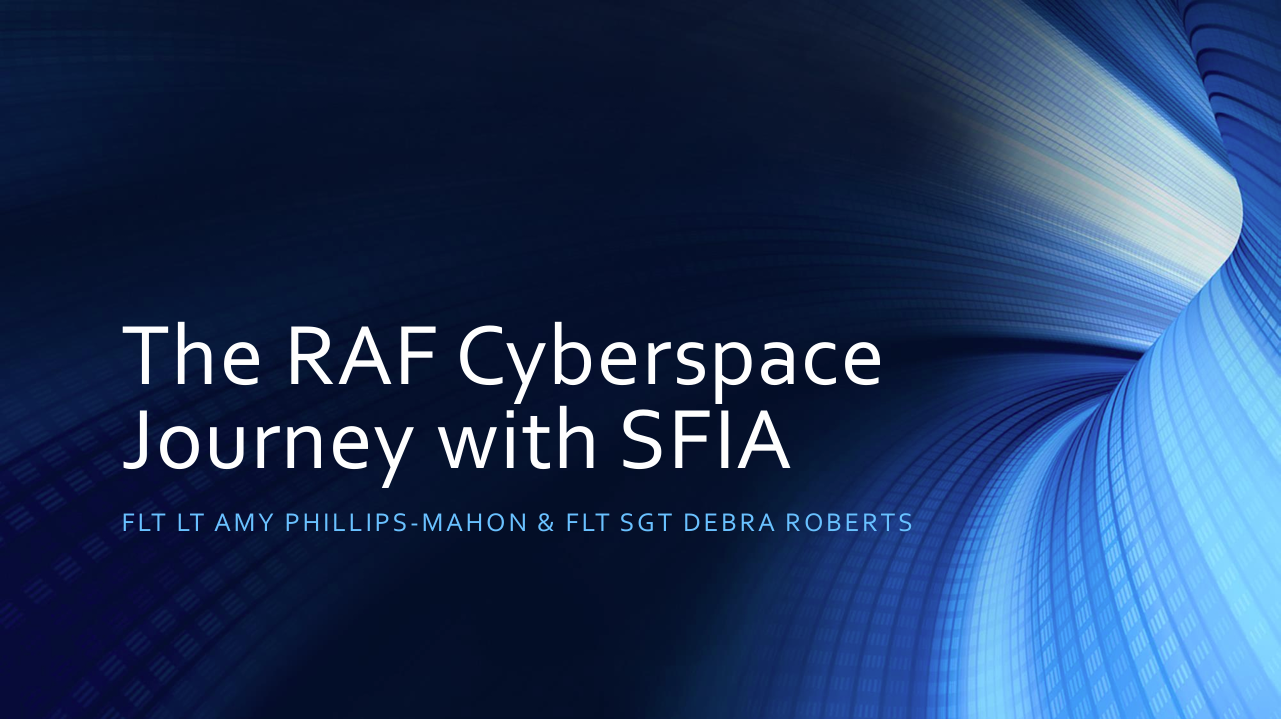 The RAF Cyberspace
Journey with SFIA
FLT LT AMY PHILLIPS-MAHON & FLT SGT DEBRA ROBERTS